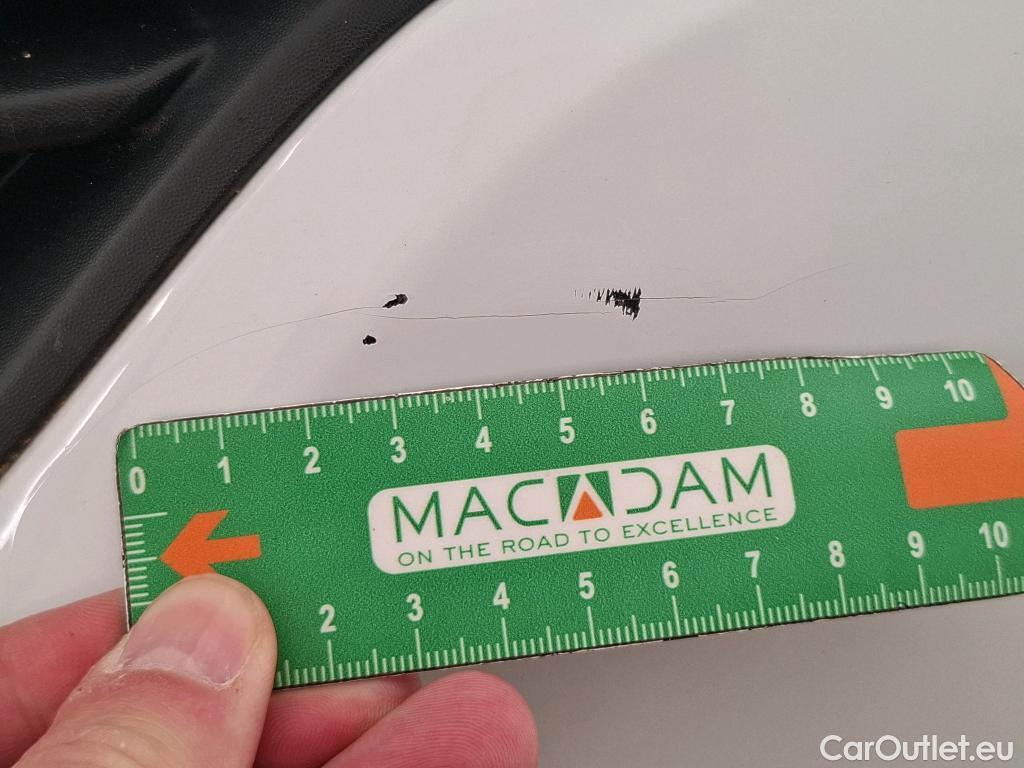 0 1 2 3 4 5 6 7 8 9 10
MACADAM
ON THE ROAD TO EXCELLENCE
2 3 4 5 6 7 8 9 10
CarOutlet.eu